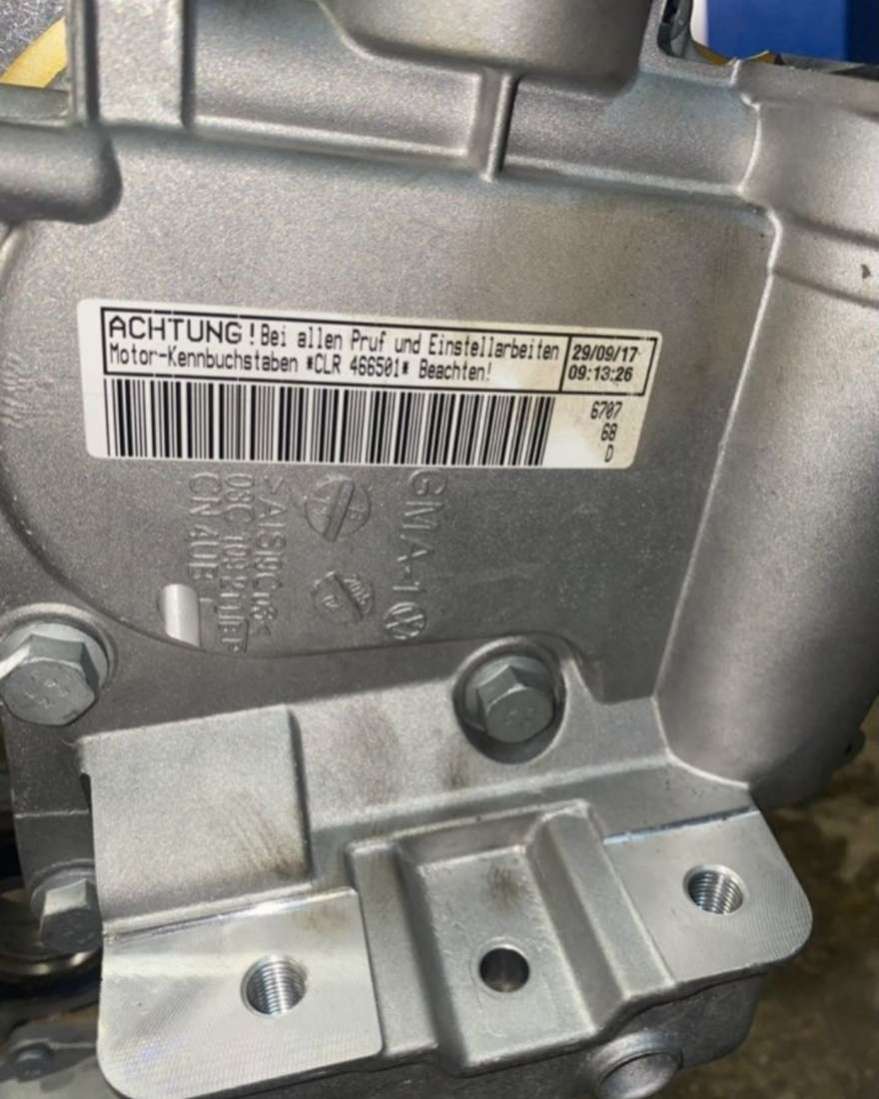 ACHTUNG! Bei allen Pruf und Einstellarbeiten
Motor-Kennbuchstaben *CLR 466501* Beachten!
29/09/17
09:13:26
6707
68
D
GMA-1